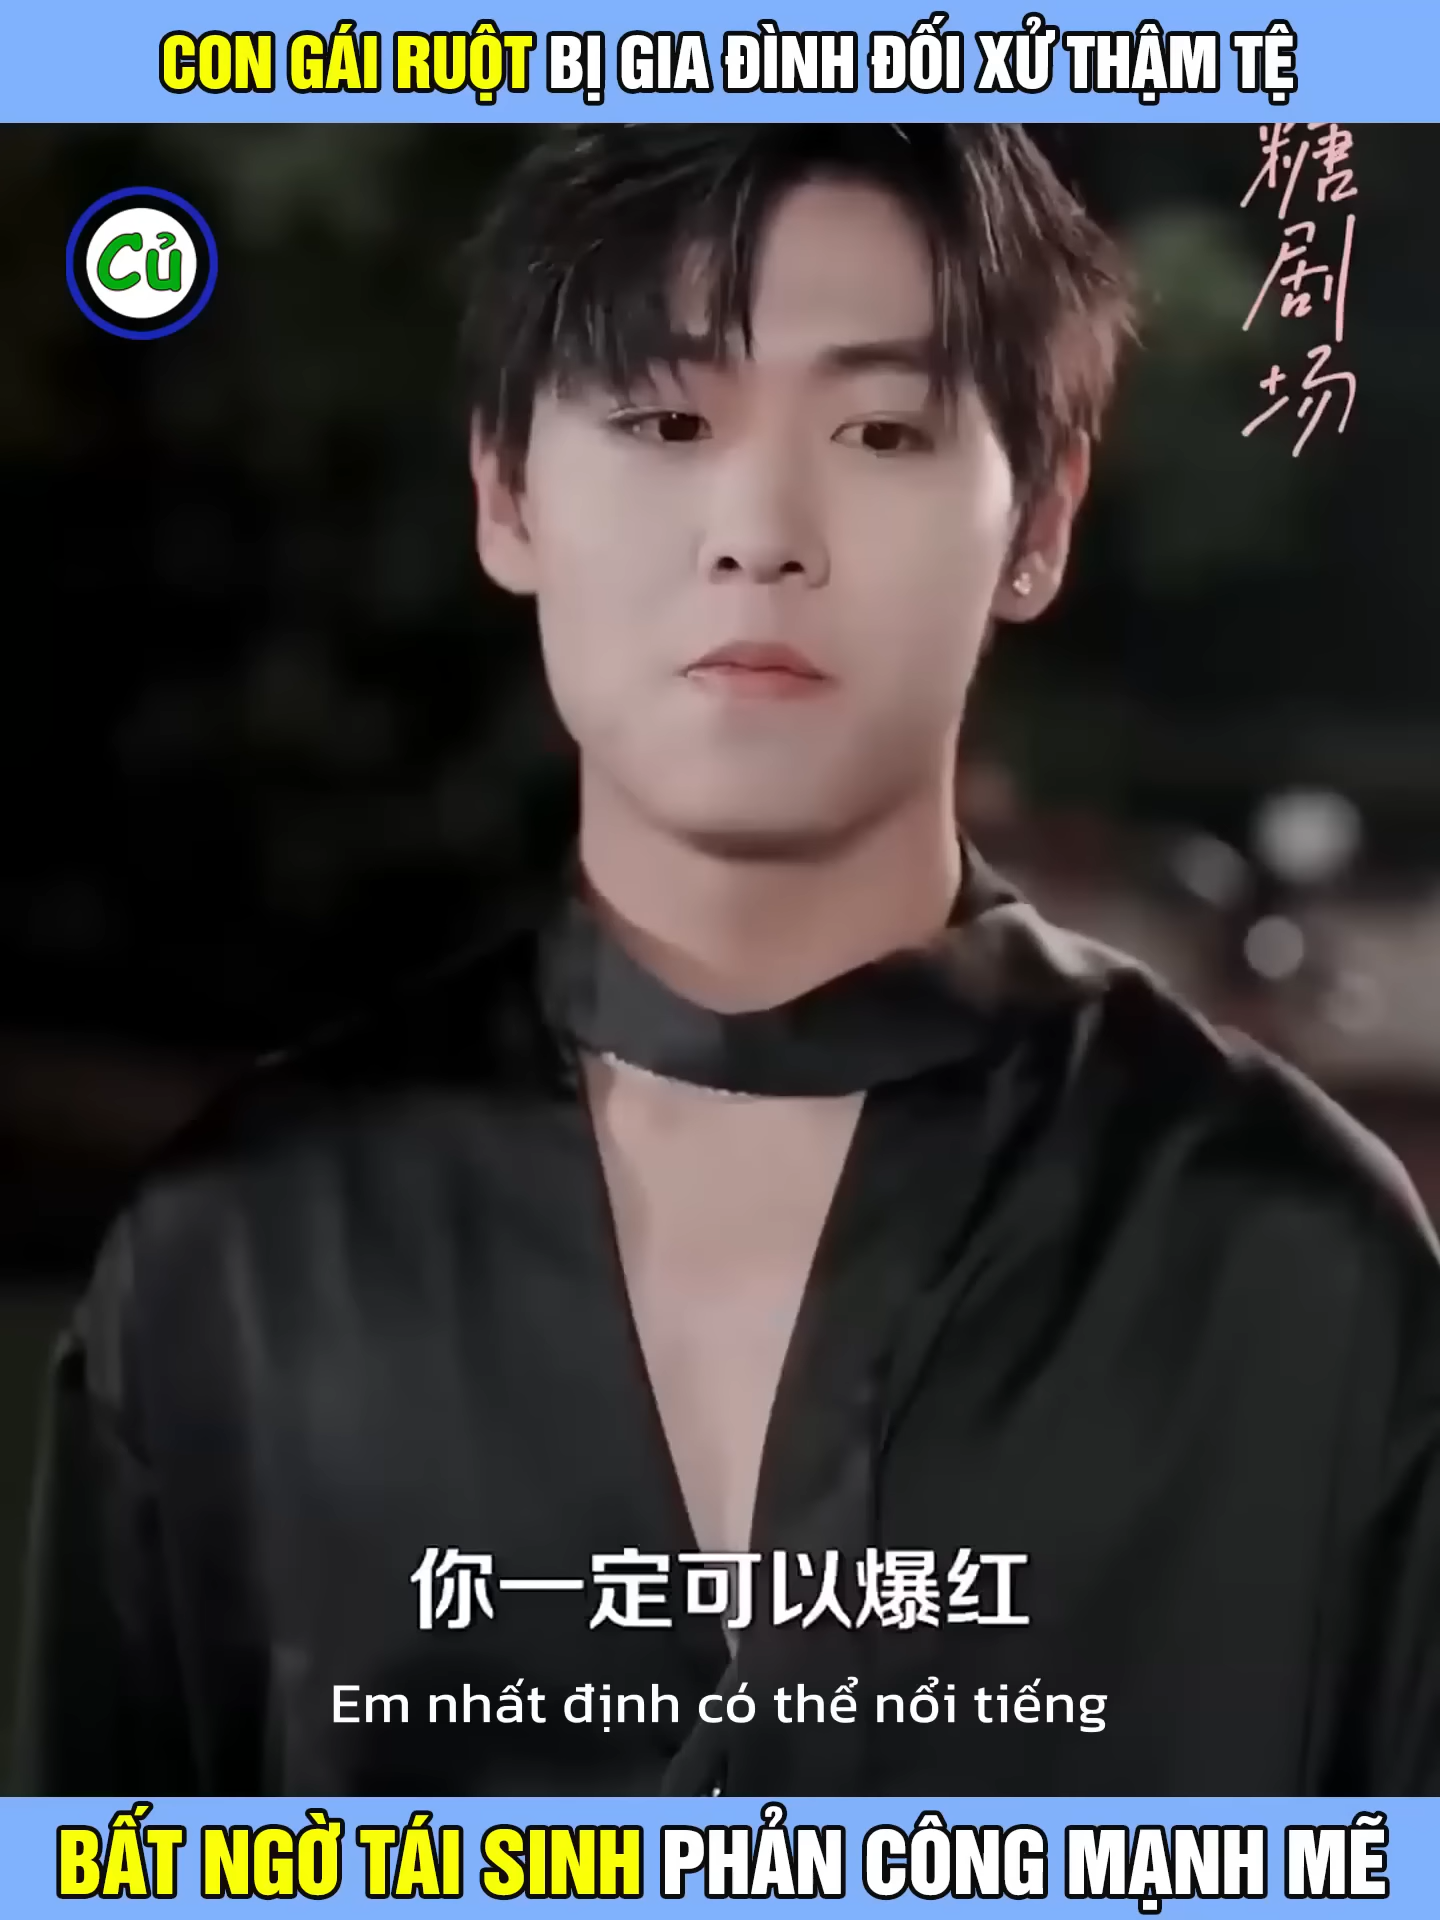 CON GÁI RUỘT BỊ GIA ĐÌNH ĐỐI XỬ THẬM TỆ
Củ
糖剧场
你一定可以爆红
Em nhất định có thể nổi tiếng
BẤT NGỜ TÁI SINH PHẢN CÔNG MẠNH MẼ